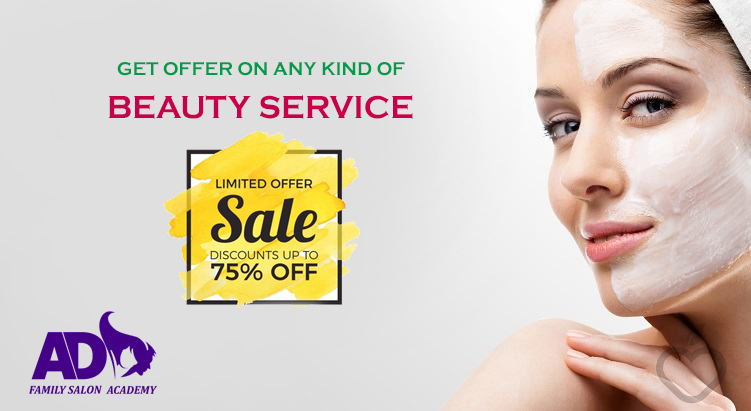 GET OFFER ON ANY KIND OF
BEAUTY SERVICE
LIMITED OFFER
Sale
DISCOUNTS UP TO
75% OFF
AD
FAMILY SALON ACADEMY